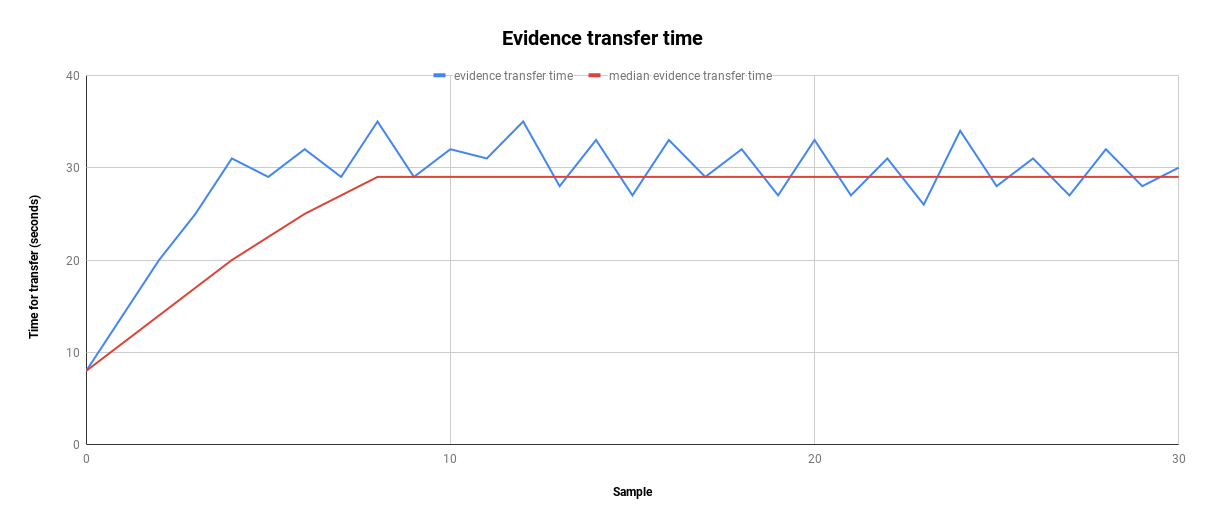 Evidence transfer time
evidence transfer time
median evidence transfer time
40
30
20
10
0
Time for transfer (seconds)
0
10
20
30
Sample